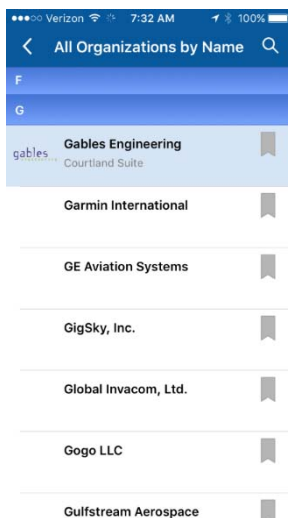 Verizon 7:32 AM 100%
All Organizations by Name
F
G
gables
Gables Engineering
Courtland Suite
Garmin International
GE Aviation Systems
GigSky, Inc.
Global Invacom, Ltd.
Gogo LLC
Gulfstream Aerospace